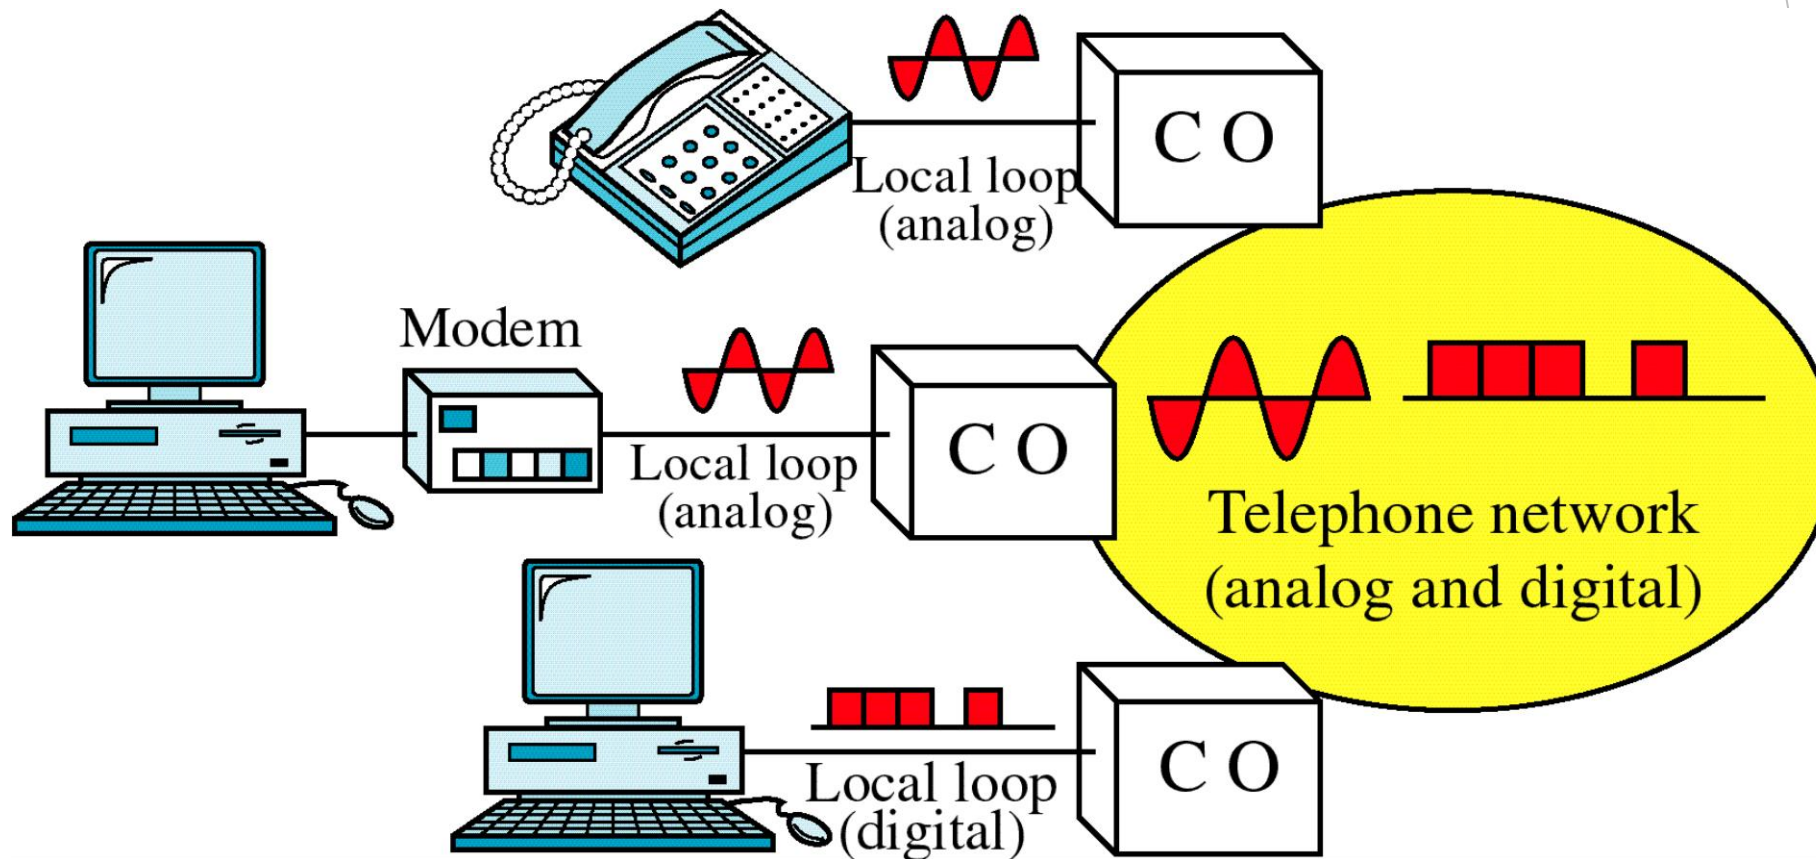 C O
Local loop
(analog)
Modem
C O
Local loop
(analog)
Telephone network
(analog and digital)
C O
Local loop
(digital)